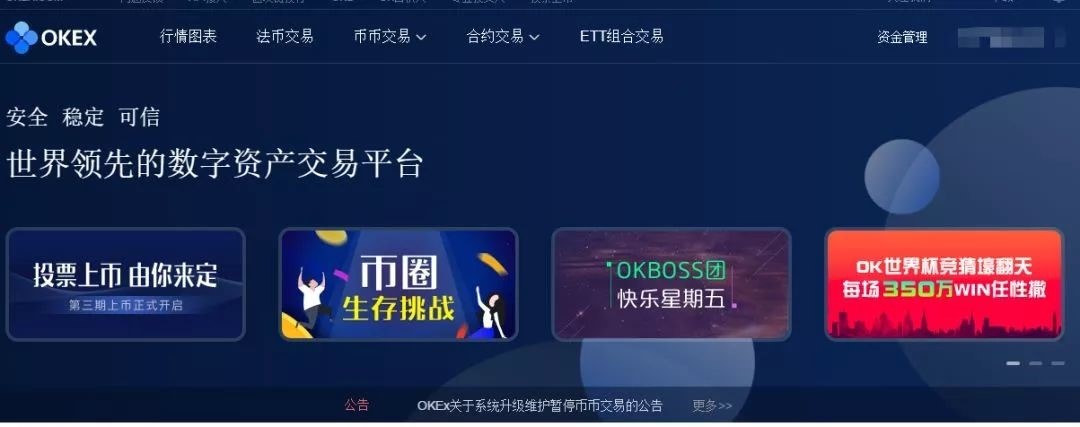 OKEX
行情图表 法币交易 币币交易 合约交易 ETT组合交易 资金管理
安全 稳定 可信
世界领先的数字资产交易平台
投票上币 由你来定
第三期上币正式开启
币圈
生存挑战
OKBOSS团
快乐星期五
OK世界杯竞猜壕翻天
每场350万WIN任性撒
公告 OKEx关于系统升级维护暂停币币交易的公告 更多>>